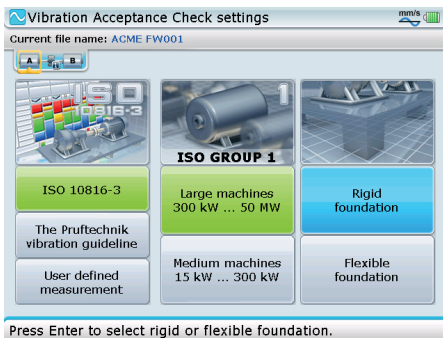 Vibration Acceptance Check settings
mm/s
Current file name: ACME FW001
A
B
ISO
10816-3
1
ISO GROUP 1
ISO 10816-3
Large machines
300 kW ... 50 MW
Rigid
foundation
The Pruftechnik
vibration guideline
User defined
measurement
Medium machines
15 kW ... 300 kW
Flexible
foundation
Press Enter to select rigid or flexible foundation.